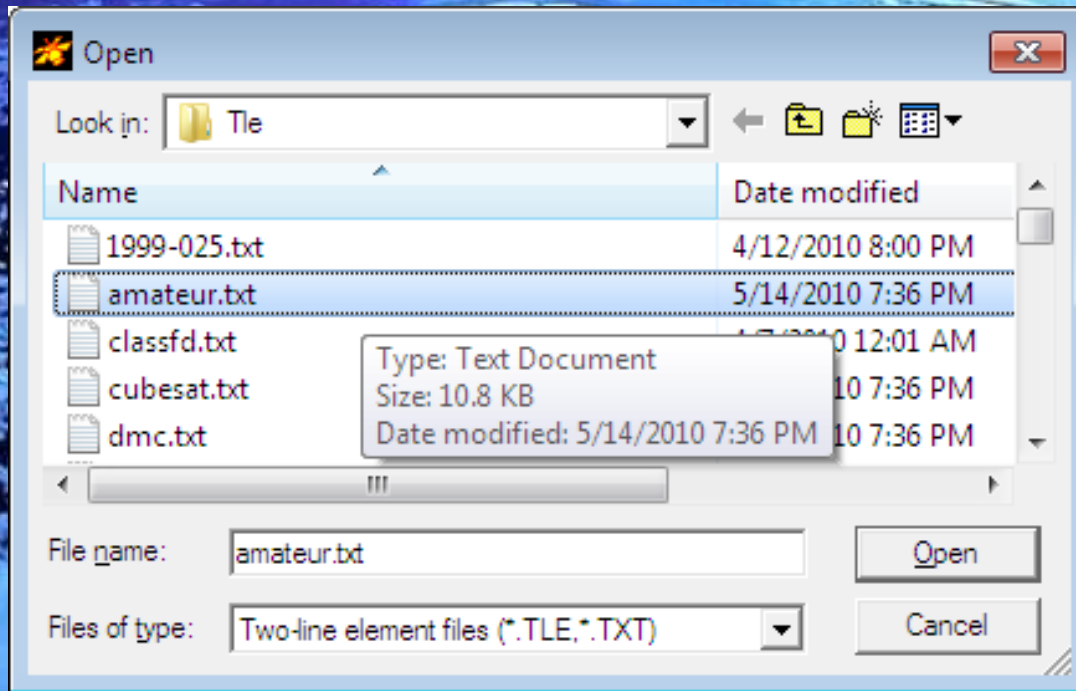 Open
Look in: Tle
Name Date modified
1999-025.txt 4/12/2010 8:00 PM
amateur.txt 5/14/2010 7:36 PM
classfd.txt 12:01 AM
cubesat.txt 7:36 PM
dmc.txt 7:36 PM
Type: Text Document
Size: 10.8 KB
Date modified: 5/14/2010 7:36 PM
File name: amateur.txt Open
Files of type: Two-line element files (*.TLE,*.TXT) Cancel